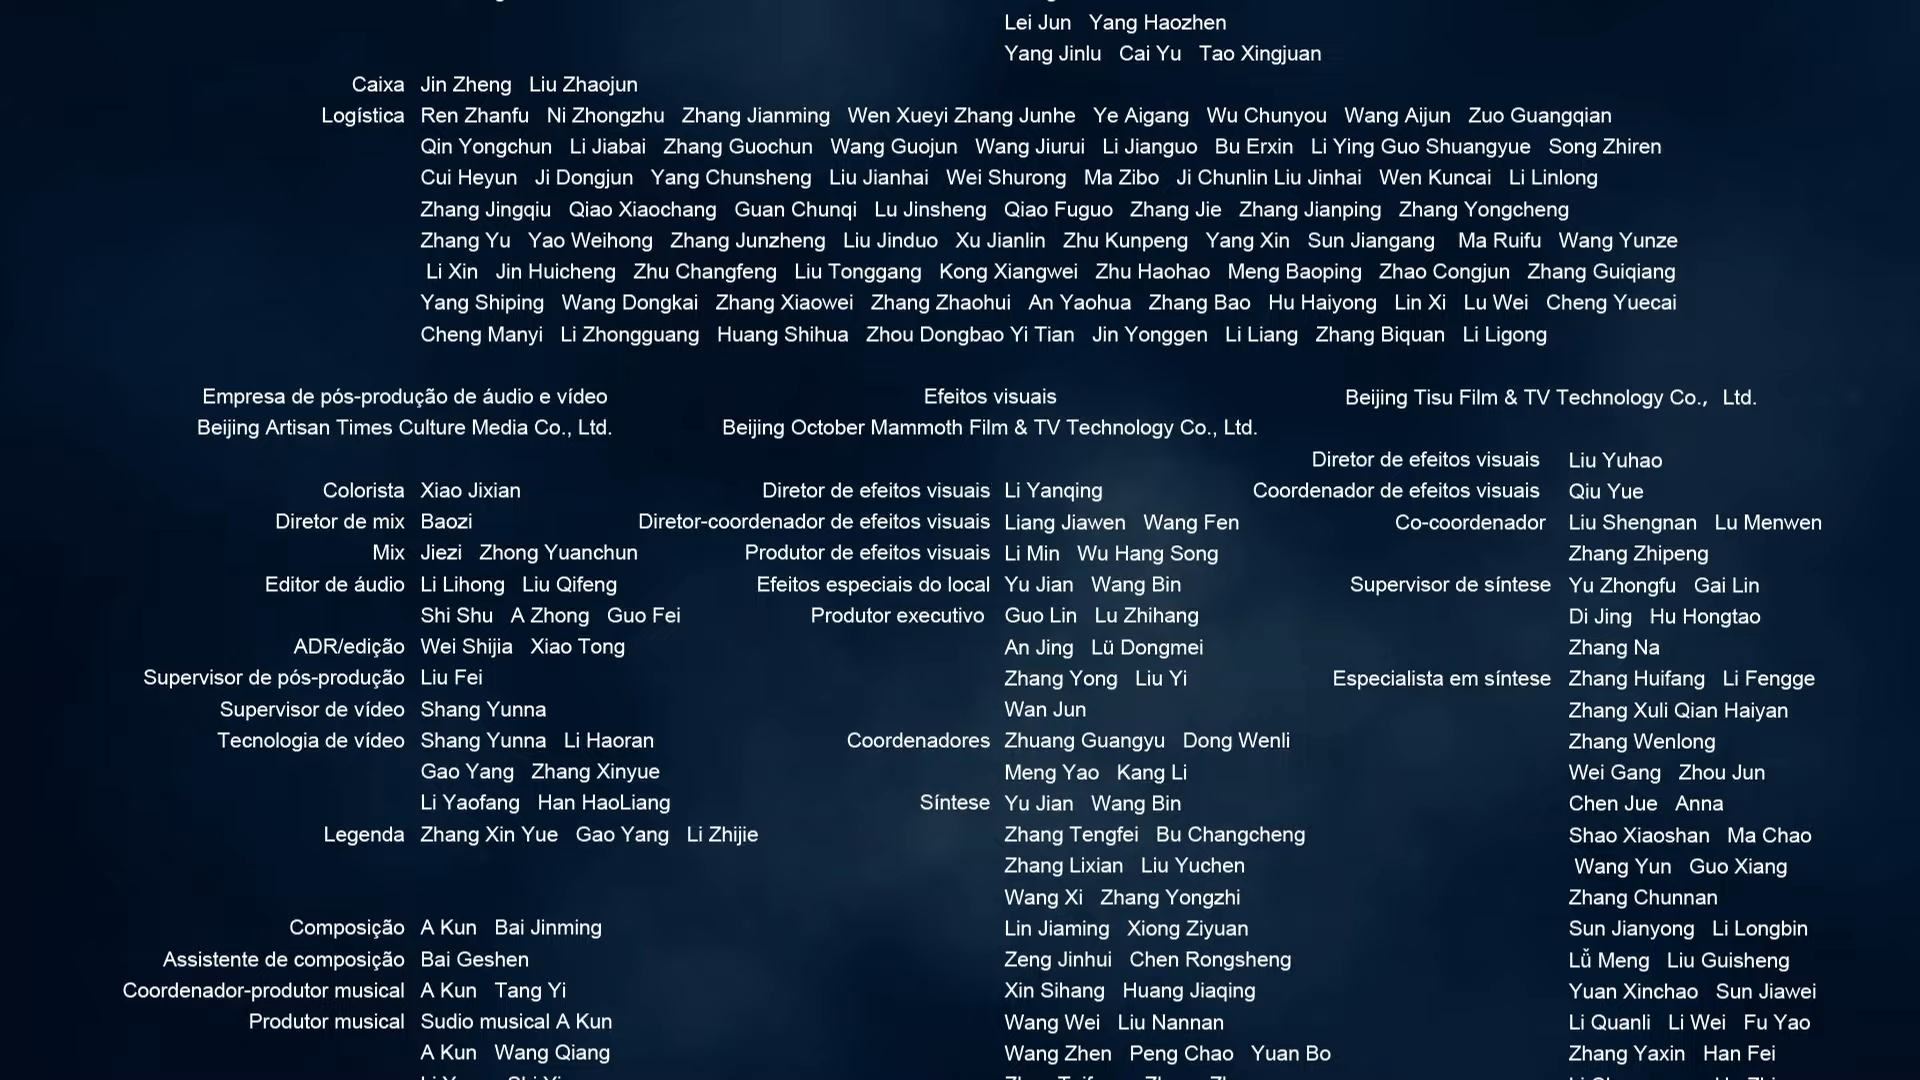 Lei Jun Yang Haozhen
Yang Jinlu Cai Yu Tao Xingjuan
Caixa Jin Zheng Liu Zhaojun
Logística Ren Zhanfu Ni Zhongzhu Zhang Jianming Wen Xueyi Zhang Junhe Ye Aigang Wu Chunyou Wang Aijun Zuo Guangqian
Qin Yongchun Li Jiabai Zhang Guochun Wang Guojun Wang Jiurui Li Jianguo Bu Erxin Li Ying Guo Shuangyue Song Zhiren
Cui Heyun Ji Dongjun Yang Chunsheng Liu Jianhai Wei Shurong Ma Zibo Ji Chunlin Liu Jinhai Wen Kuncai Li Linlong
Zhang Jingqiu Qiao Xiaochang Guan Chunqi Lu Jinsheng Qiao Fuguo Zhang Jie Zhang Jianping Zhang Yongcheng
Zhang Yu Yao Weihong Zhang Junzheng Liu Jinduo Xu Jianlin Zhu Kunpeng Yang Xin Sun Jiangang Ma Ruifu Wang Yunze
Li Xin Jin Huicheng Zhu Changfeng Liu Tonggang Kong Xiangwei Zhu Haohao Meng Baoping Zhao Congjun Zhang Guiqiang
Yang Shiping Wang Dongkai Zhang Xiaowei Zhang Zhaohui An Yaohua Zhang Bao Hu Haiyong Lin Xi Lu Wei Cheng Yuecai
Cheng Manyi Li Zhongguang Huang Shihua Zhou Dongbao Yi Tian Jin Yonggen Li Liang Zhang Biquan Li Ligong
Empresa de pós-produção de áudio e vídeo
Beijing Artisan Times Culture Media Co., Ltd.
Colorista Xiao Jixian
Diretor de mix Baozi
Mix Jiezi Zhong Yuanchun
Editor de áudio Li Lihong Liu Qifeng
Shi Shu A Zhong Guo Fei
ADR/edição Wei Shijia Xiao Tong
Supervisor de pós-produção Liu Fei
Supervisor de vídeo Shang Yunna
Tecnologia de vídeo Shang Yunna Li Haoran
Gao Yang Zhang Xinyue
Li Yaofang Han HaoLiang
Legenda Zhang Xin Yue Gao Yang Li Zhijie
Composição A Kun Bai Jinming
Assistente de composição Bai Geshen
Coordenador-produtor musical A Kun Tang Yi
Produtor musical Sudio musical A Kun
A Kun Wang Qiang
Efeitos visuais
Beijing October Mammoth Film & TV Technology Co., Ltd.
Diretor de efeitos visuais Li Yanqing
Diretor-coordenador de efeitos visuais Liang Jiawen Wang Fen
Produtor de efeitos visuais Li Min Wu Hang Song
Efeitos especiais do local Yu Jian Wang Bin
Produtor executivo Guo Lin Lu Zhihang
An Jing Lü Dongmei
Zhang Yong Liu Yi
Wan Jun
Coordenadores Zhuang Guangyu Dong Wenli
Meng Yao Kang Li
Síntese Yu Jian Wang Bin
Zhang Tengfei Bu Changcheng
Zhang Lixian Liu Yuchen
Wang Xi Zhang Yongzhi
Lin Jiaming Xiong Ziyuan
Zeng Jinhui Chen Rongsheng
Xin Sihang Huang Jiaqing
Wang Wei Liu Nannan
Wang Zhen Peng Chao Yuan Bo
Beijing Tisu Film & TV Technology Co., Ltd.
Diretor de efeitos visuais Liu Yuhao
Coordenador de efeitos visuais Qiu Yue
Co-coordenador Liu Shengnan Lu Menwen
Zhang Zhipeng
Supervisor de síntese Yu Zhongfu Gai Lin
Di Jing Hu Hongtao
Zhang Na
Especialista em síntese Zhang Huifang Li Fengge
Zhang Xuli Qian Haiyan
Zhang Wenlong
Wei Gang Zhou Jun
Chen Jue Anna
Shao Xiaoshan Ma Chao
Wang Yun Guo Xiang
Zhang Chunnan
Sun Jianyong Li Longbin
Lǚ Meng Liu Guisheng
Yuan Xinchao Sun Jiawei
Li Quanli Li Wei Fu Yao
Zhang Yaxin Han Fei